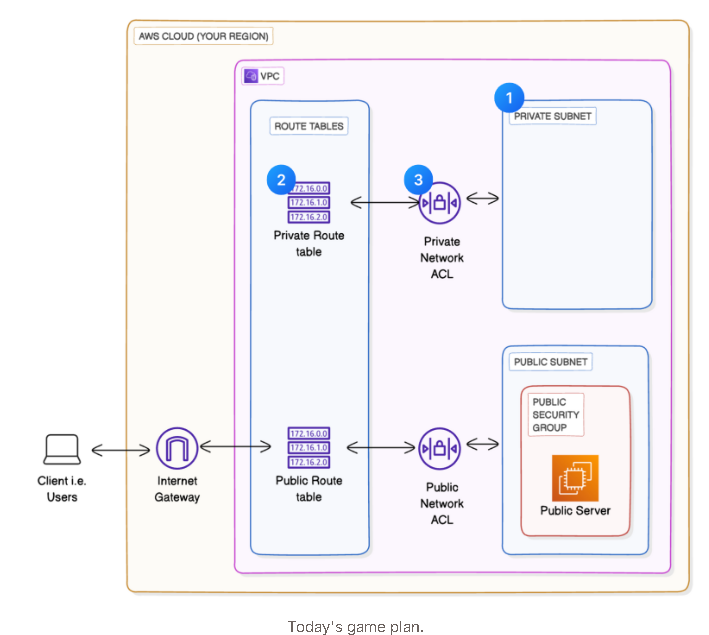 AWS CLOUD (YOUR REGION)
VPC
1
PRIVATE SUBNET
ROUTE TABLES
2
172.16.0.0
172.16.1.0
172.16.2.0
Private Route
table
3
Private
Network
ACL
PUBLIC SUBNET
PUBLIC
SECURITY
GROUP
Public Server
Client i.e.
Users
Internet
Gateway
172.16.0.0
172.16.1.0
172.16.2.0
Public Route
table
Public
Network
ACL
Today's game plan.